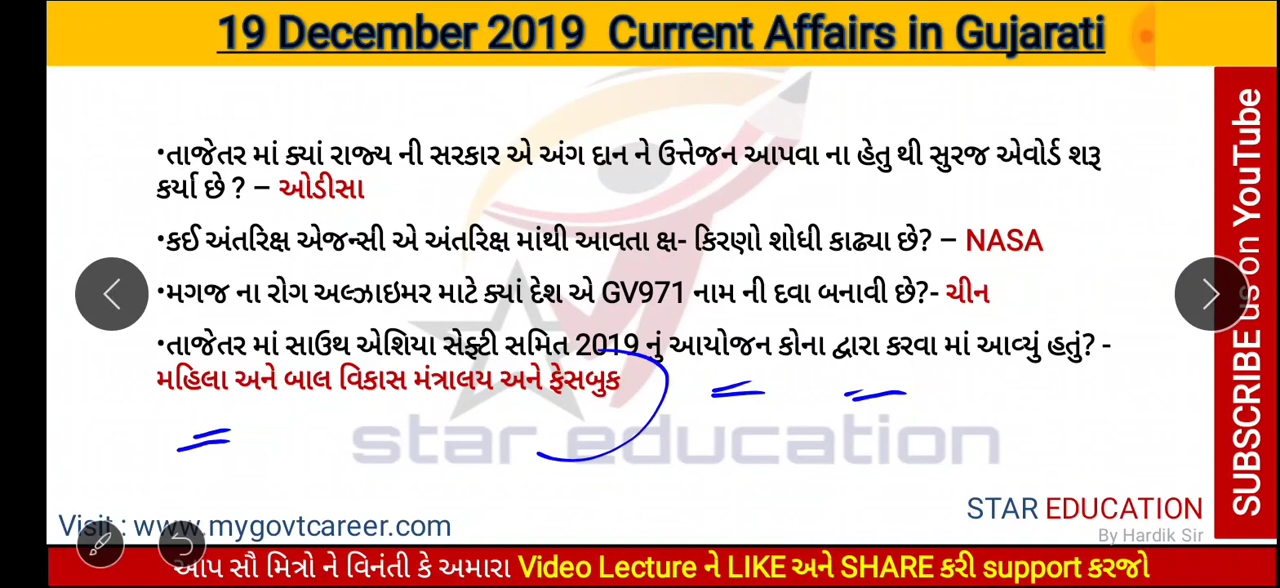 19 December 2019 Current Affairs in Gujarati
•તાજેતર માં ક્યાં રાજ્ય ની સરકાર એ અંગ દાન ને ઉત્તેજન આપવા ના હેતુ થી સુરજ એવોર્ડ શરૂ
કર્યા છે ? – ઓડીસા
•કઈ અંતરિક્ષ એજન્સી એ અંતરિક્ષ માંથી આવતા ક્ષ- કિરણો શોધી કાઢ્યા છે? – NASA
•મગજ ના રોગ અલ્ઝાઇમર માટે ક્યાં દેશ એ GV971 નામ ની દવા બનાવી છે?- ચીન
•તાજેતર માં સાઉથ એશિયા સેફ્ટી સમિત 2019 નું આયોજન કોના દ્વારા કરવા માં આવ્યું હતું? -
મહિલા અને બાલ વિકાસ મંત્રાલય અને ફેસબુક
star education
STAR EDUCATION
By Hardik Sir
Visit : www.mygovtcareer.com
આપ સૌ મિત્રો ને વિનંતી કે અમારા Video Lecture ને LIKE અને SHARE કરી support કરજો
SUBSCRIBE us on YouTube